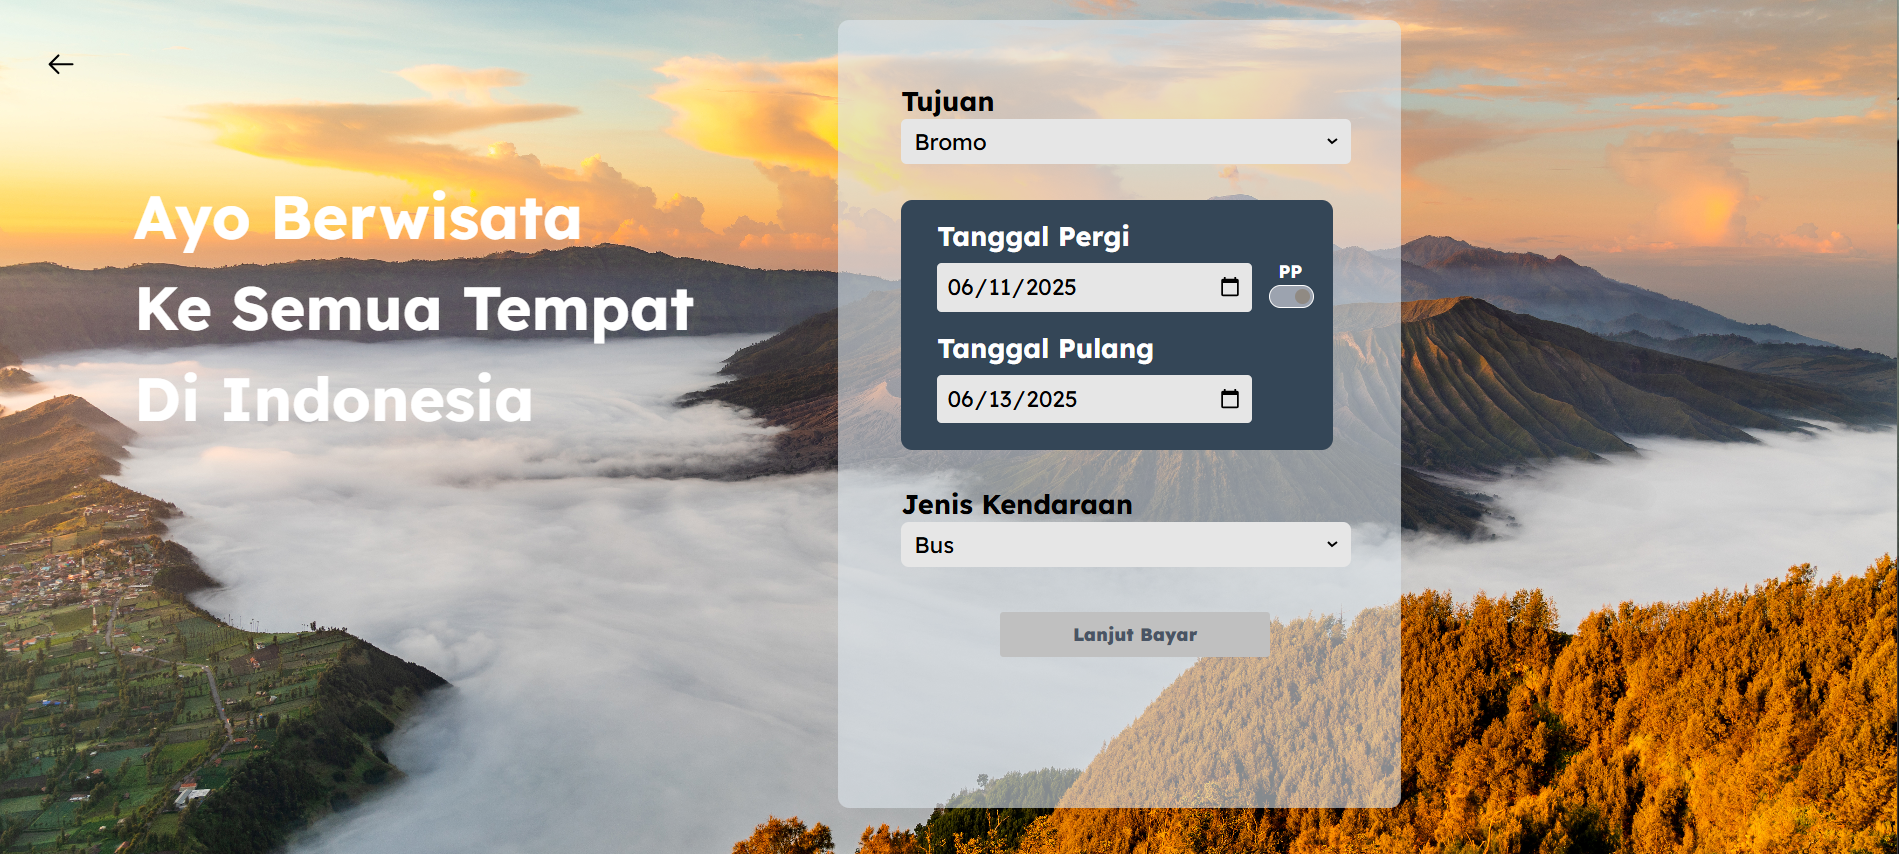 Ayo Berwisata
Ke Semua Tempat
Di Indonesia
Tujuan
Bromo
Tanggal Pergi
06/11/2025
PP
Tanggal Pulang
06/13/2025
Jenis Kendaraan
Bus
Lanjut Bayar